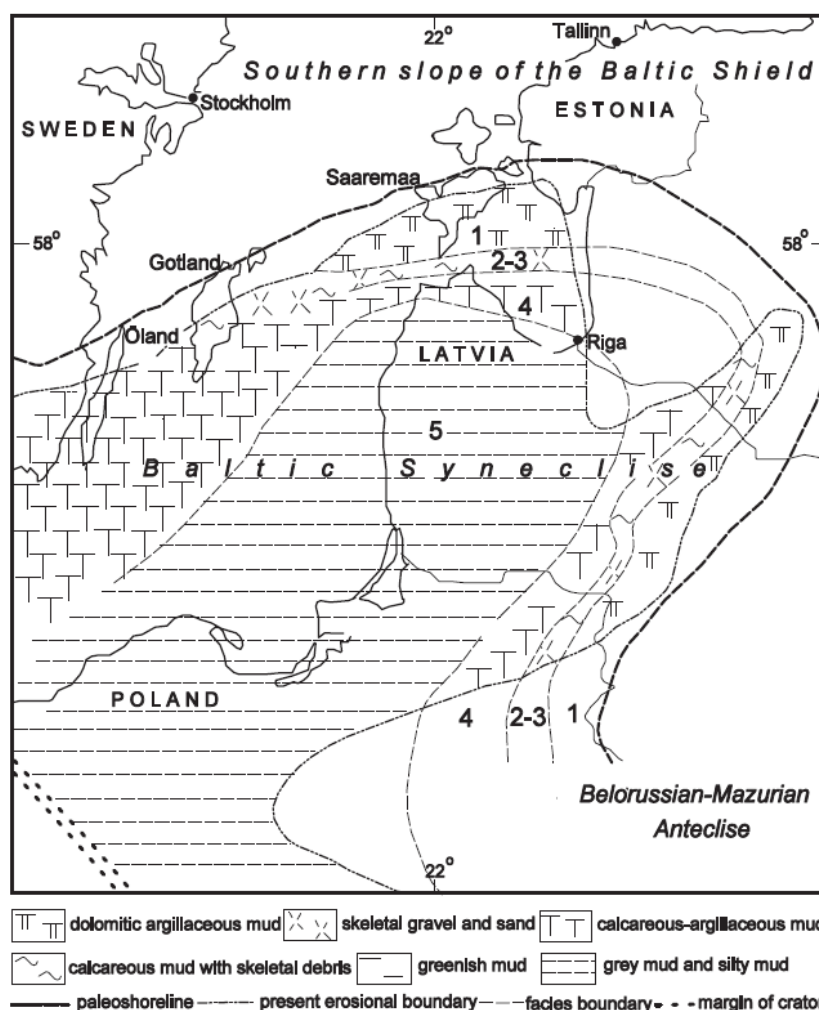 22°
Tallinn
Southern slope of the Baltic Shield
Stockholm
ESTONIA
SWEDEN
Saaremaa
58°
1
58°
Gotland
2-3
4
Öland
Riga
LATVIA
5
Baltic Syneclise
POLAND
4
2-3
1
Belorussian-Mazurian
Anteclise
22°
dolomitic argillaceous mud
skeletal gravel and sand
calcareous-argillaceous mud
calcareous mud with skeletal debris
greenish mud
grey mud and silty mud
paleoshoreline
present erosional boundary
facies boundary
margin of crato